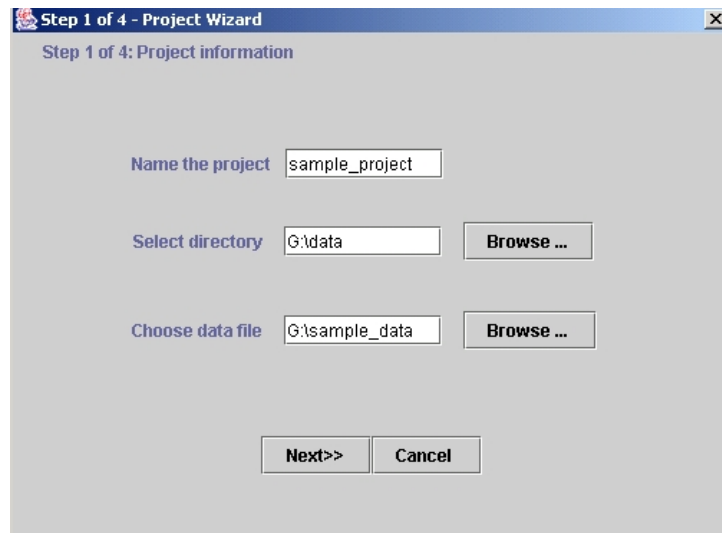 Step 1 of 4 - Project Wizard
Step 1 of 4: Project information
Name the project sample_project
Select directory G:\data Browse ...
Choose data file G:\sample_data Browse ...
Next>> Cancel